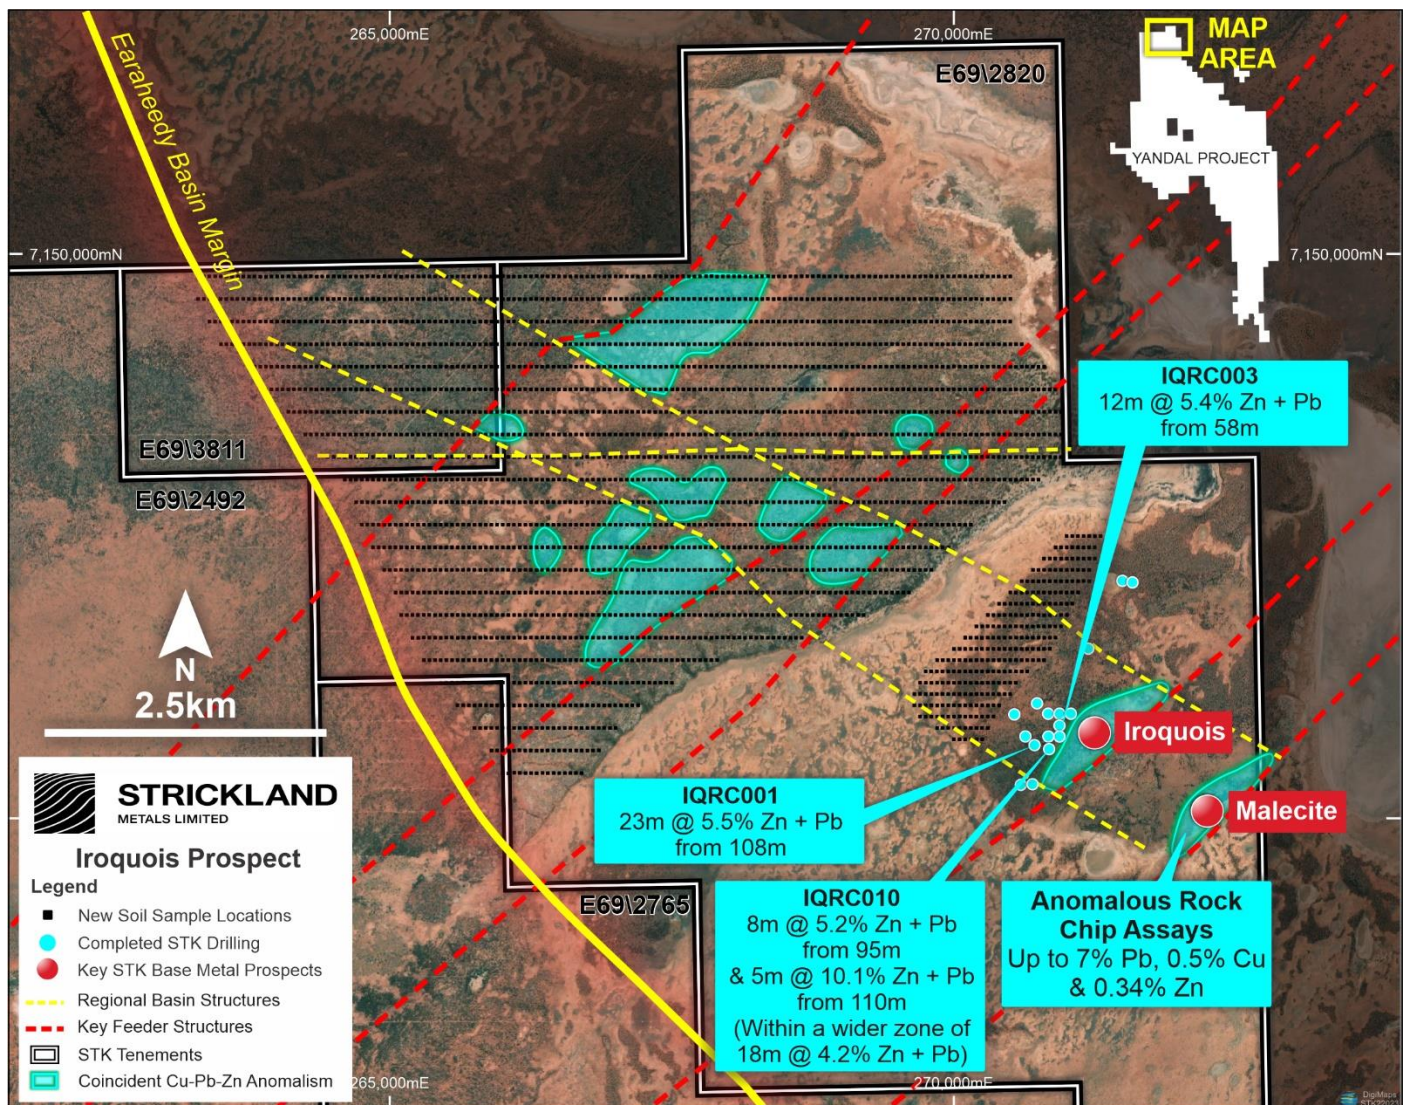 265,000mE
270,000mE
MAP
AREA
E69\2820
YANDAL PROJECT
Earaheedy Basin Margin
7,150,000mN
7,150,000mN
IQRC003
12m @ 5.4% Zn + Pb
from 58m
E69\3811
E69\2492
N
2.5km
Iroquois
Malecite
IQRC001
23m @ 5.5% Zn + Pb
from 108m
E69\2765
IQRC010
8m @ 5.2% Zn + Pb
from 95m
& 5m @ 10.1% Zn + Pb
from 110m
(Within a wider zone of
18m @ 4.2% Zn + Pb)
Anomalous Rock
Chip Assays
Up to 7% Pb, 0.5% Cu
& 0.34% Zn
STRICKLAND
METALS LIMITED
Iroquois Prospect
Legend
New Soil Sample Locations
Completed STK Drilling
Key STK Base Metal Prospects
Regional Basin Structures
Key Feeder Structures
STK Tenements
Coincident Cu-Pb-Zn Anomalism
265,000mE
270,000mE
DigiMaps